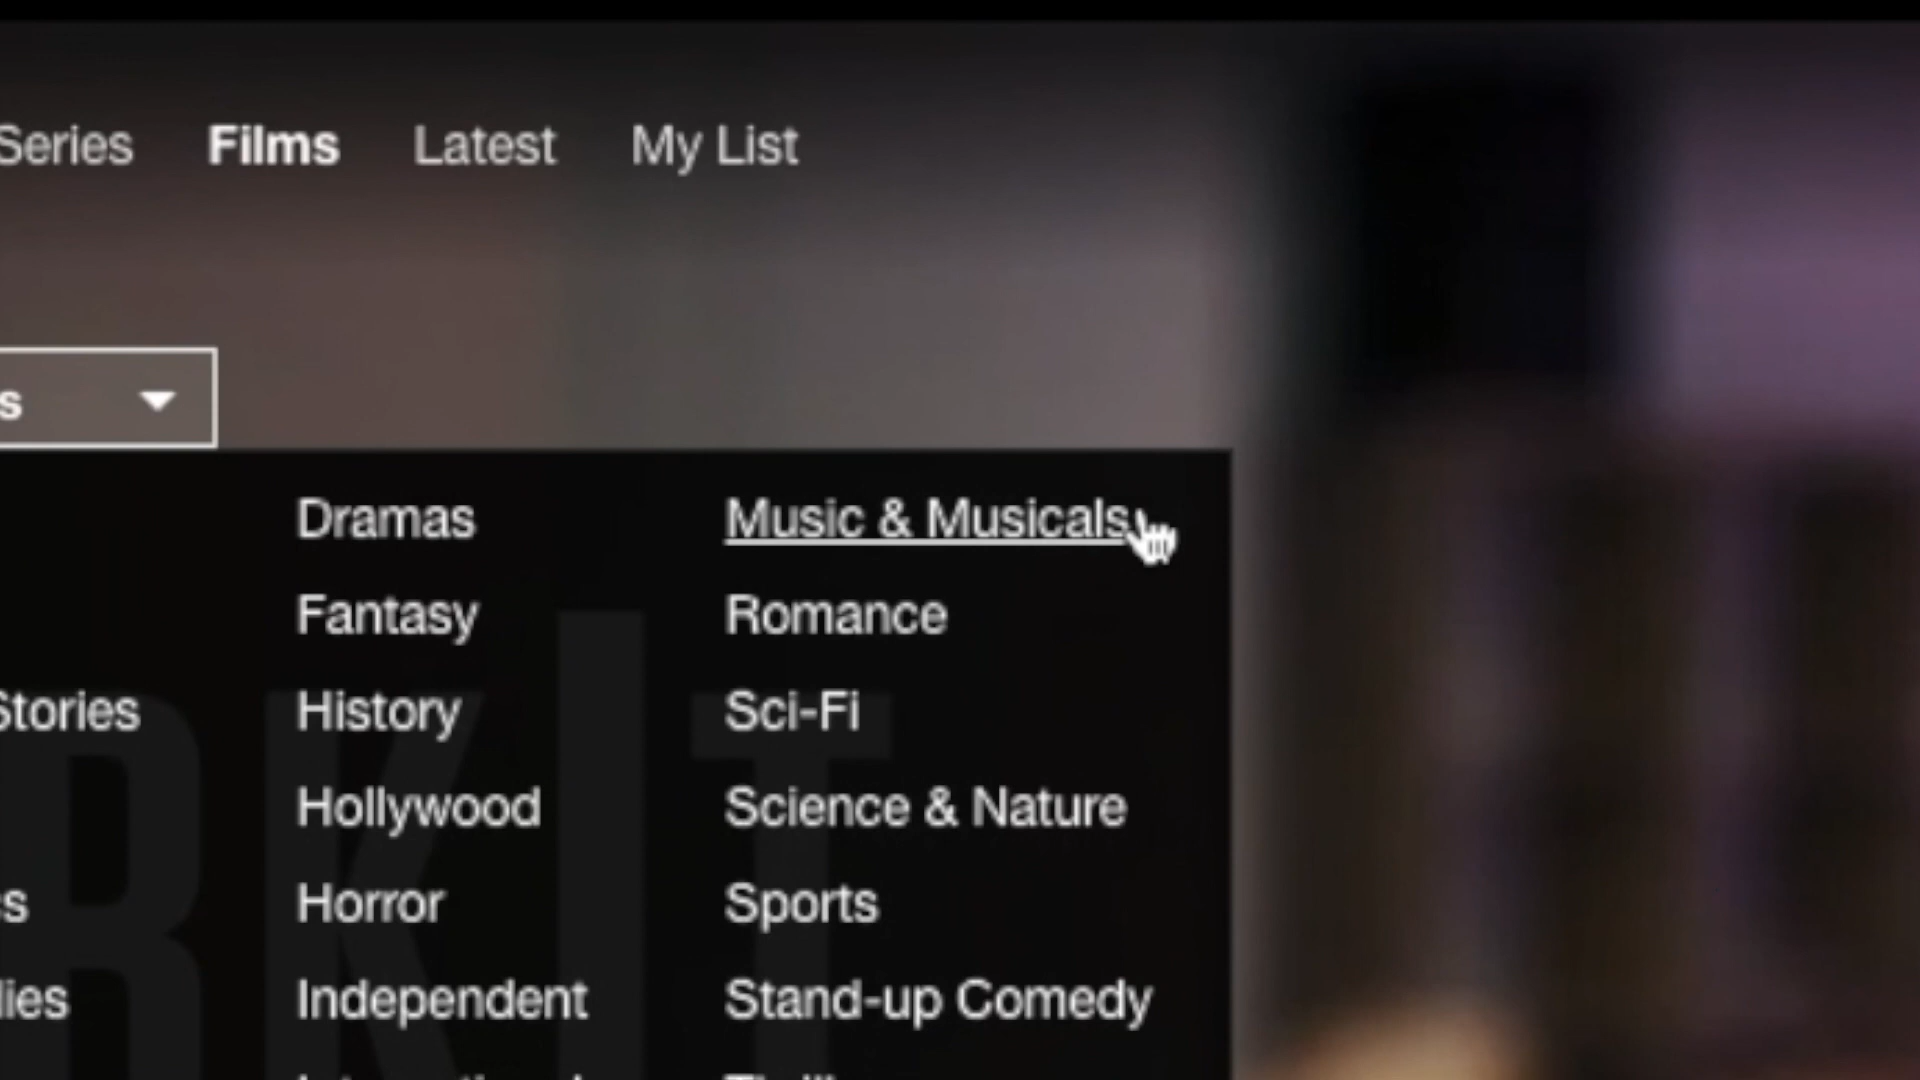 Series Films Latest My List
s
Dramas Music & Musicals
Fantasy Romance
Stories History Sci-Fi
Hollywood Science & Nature
Horror Sports
Independent Stand-up Comedy